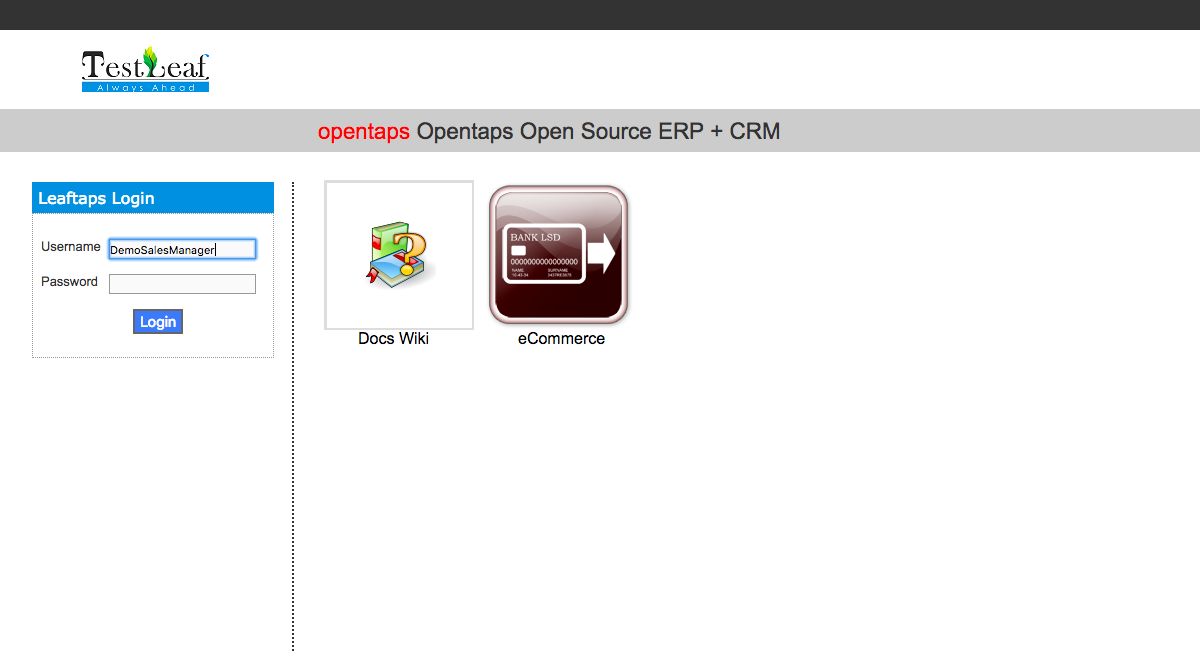 TestLeaf
Always Ahead
opentaps Opentaps Open Source ERP + CRM
Leaftaps Login
Username DemoSalesManager
Password
Login
BANK LSD
0000000000000000
NAME SURNAME
Docs Wiki
eCommerce